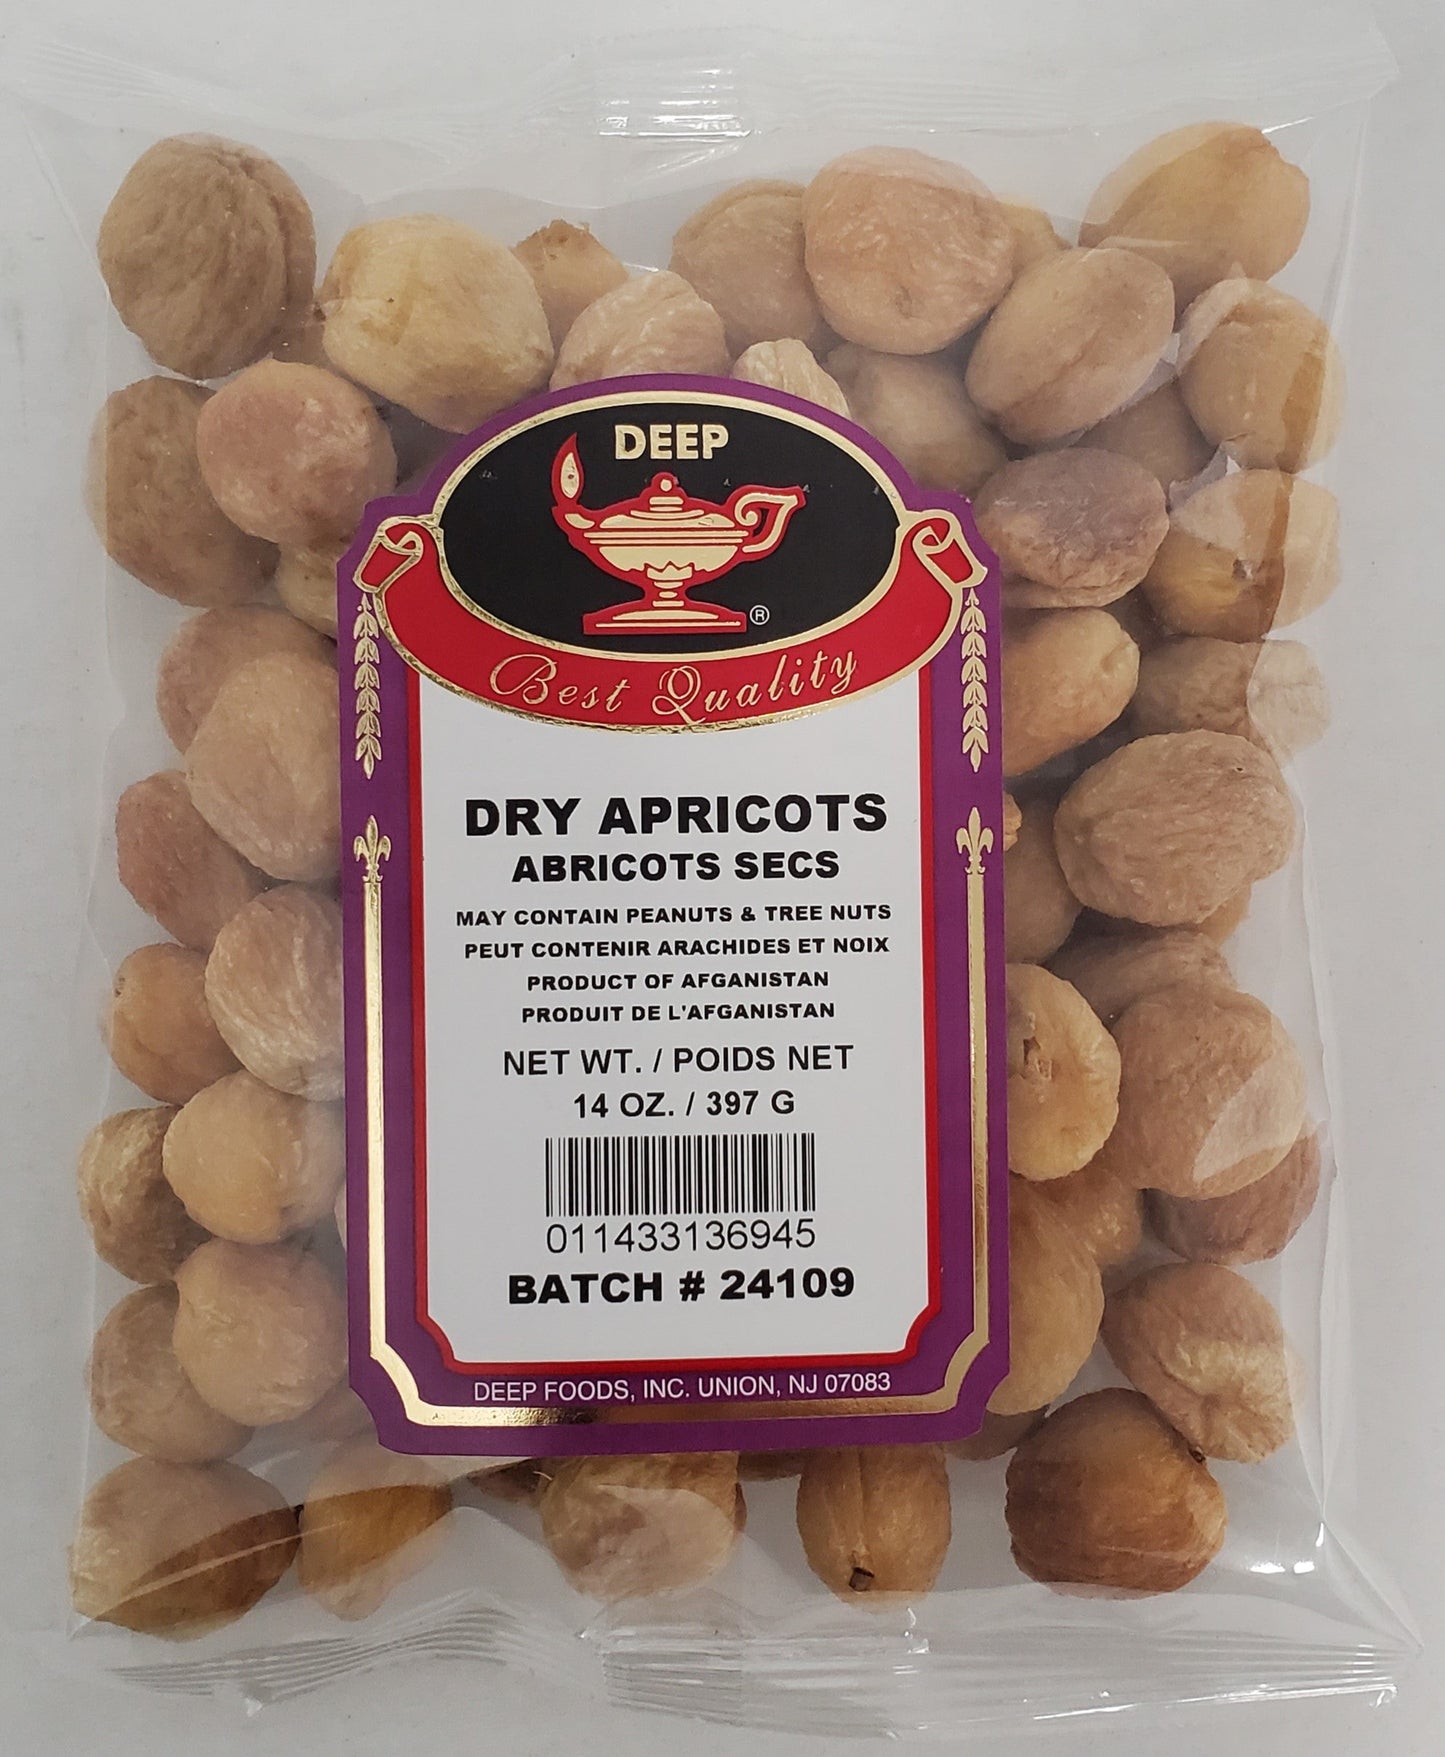 DEEP
®
Best Quality
DRY APRICOTS
ABRICOTS SECS
MAY CONTAIN PEANUTS & TREE NUTS
PEUT CONTENIR ARACHIDES ET NOIX
PRODUCT OF AFGANISTAN
PRODUIT DE L'AFGANISTAN
NET WT. / POIDS NET
14 OZ. / 397 G
011433136945
BATCH # 24109
DEEP FOODS, INC. UNION, NJ 07083